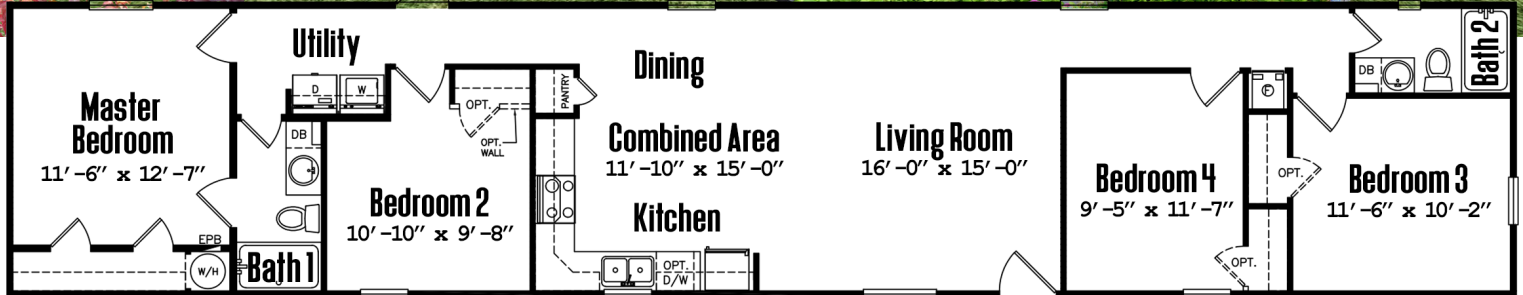 Master
Bedroom
11'-6" x 12'-7"
EPB
W/H
Utility
D
W
DB
Bath 1
OPT.
OPT.
WALL
Bedroom 2
10'-10" x 9'-8"
PANTRY
Dining
Combined Area
11'-10" x 15'-0"
Kitchen
OPT.
D/W
Living Room
16'-0" x 15'-0"
Bedroom 4
9'-5" x 11'-7"
F
OPT.
OPT.
DB
Bath 2
Bedroom 3
11'-6" x 10'-2"